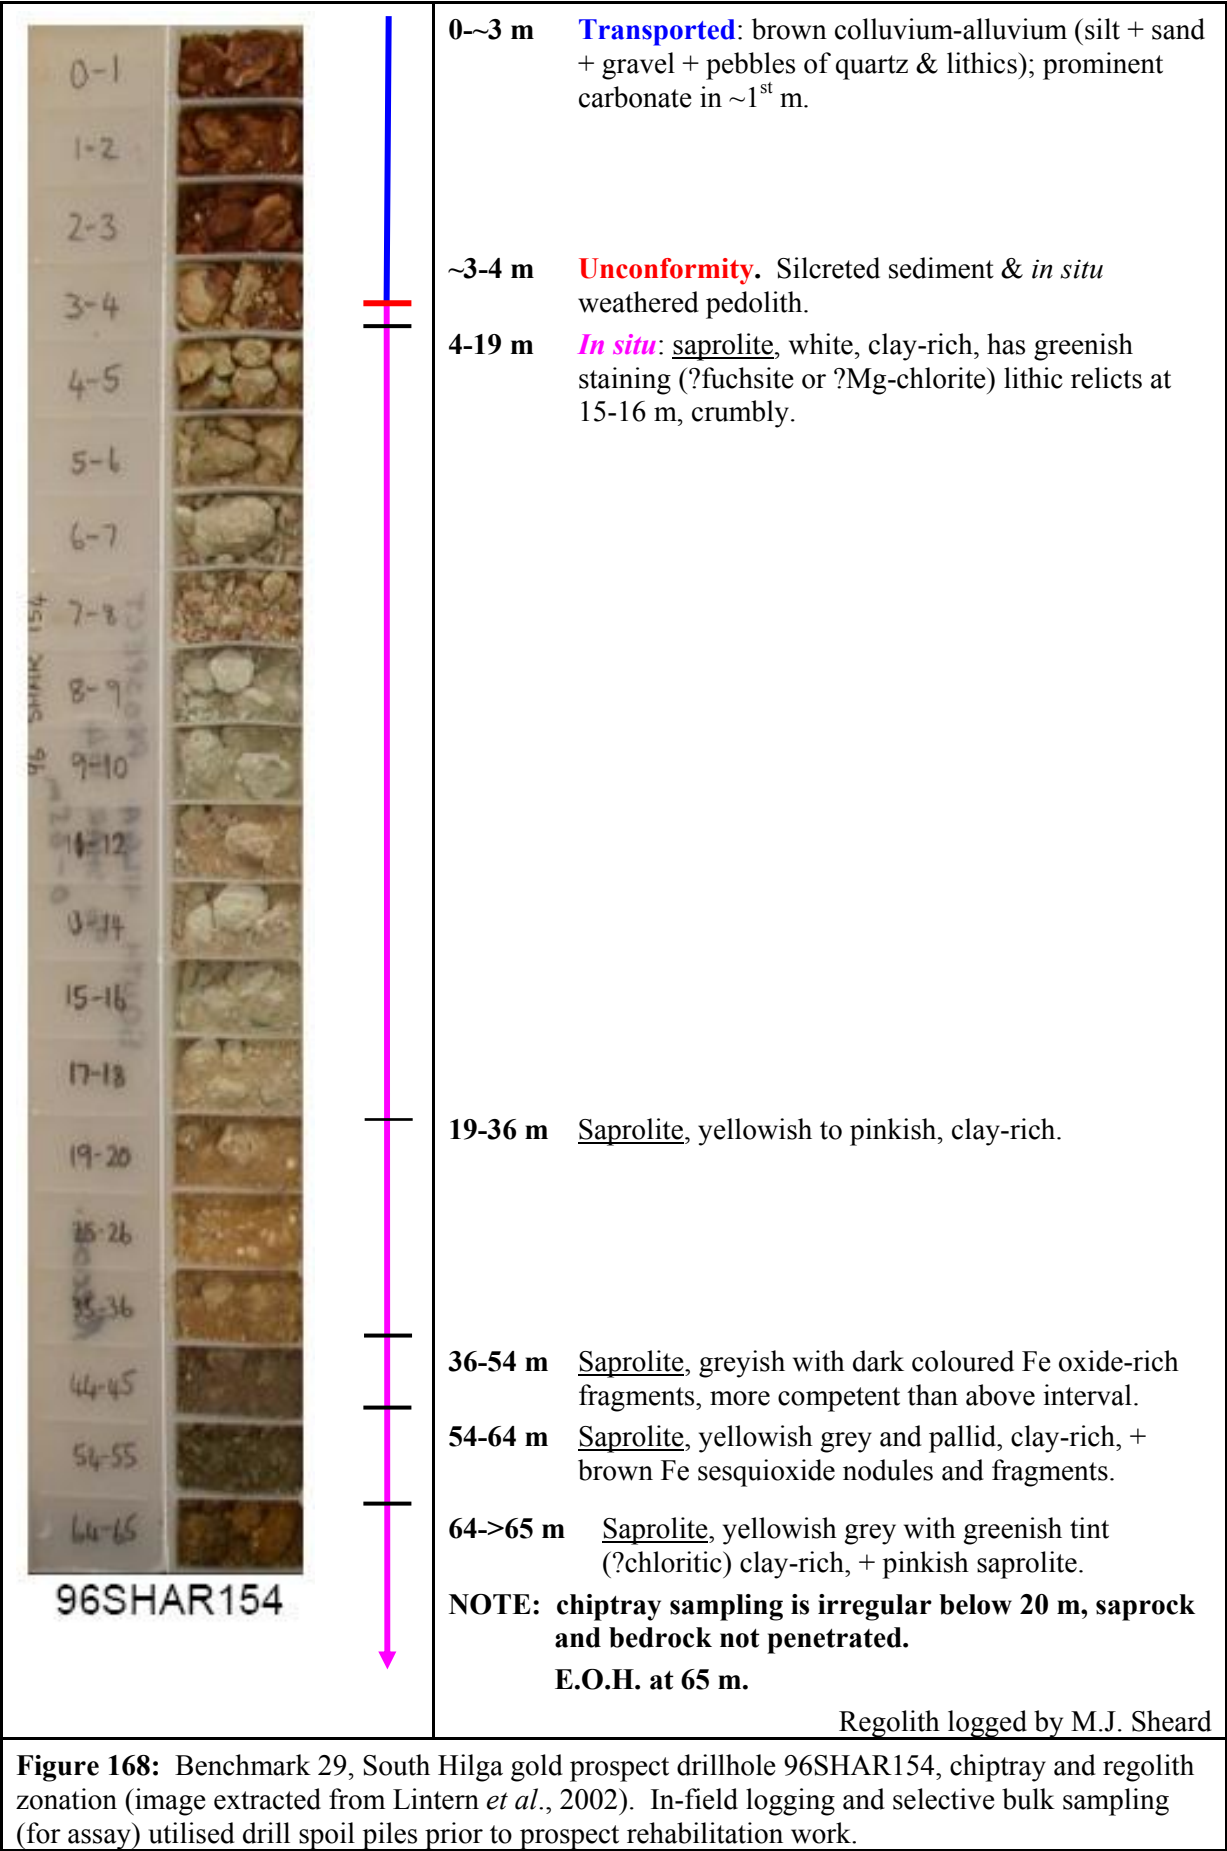 0-1
1-2
2-3
3-4
4-5
5-6
6-7
7-8
8-9
9-10
11-12
15-16
17-18
19-20
25-26
35-36
44-45
54-55
64-65
96 SHAR 154
96SHAR154
0-~3 m Transported: brown colluvium-alluvium (silt + sand
+ gravel + pebbles of quartz & lithics); prominent
carbonate in ~1st m.
~3-4 m Unconformity. Silcreted sediment & in situ
weathered pedolith.
4-19 m In situ: saprolite, white, clay-rich, has greenish
staining (?fuchsite or ?Mg-chlorite) lithic relicts at
15-16 m, crumbly.
19-36 m Saprolite, yellowish to pinkish, clay-rich.
36-54 m Saprolite, greyish with dark coloured Fe oxide-rich
fragments, more competent than above interval.
54-64 m Saprolite, yellowish grey and pallid, clay-rich, +
brown Fe sesquioxide nodules and fragments.
64->65 m Saprolite, yellowish grey with greenish tint
(?chloritic) clay-rich, + pinkish saprolite.
NOTE: chiptray sampling is irregular below 20 m, saprock
and bedrock not penetrated.
E.O.H. at 65 m.
Regolith logged by M.J. Sheard
Figure 168: Benchmark 29, South Hilga gold prospect drillhole 96SHAR154, chiptray and regolith
zonation (image extracted from Lintern et al., 2002). In-field logging and selective bulk sampling
(for assay) utilised drill spoil piles prior to prospect rehabilitation work.